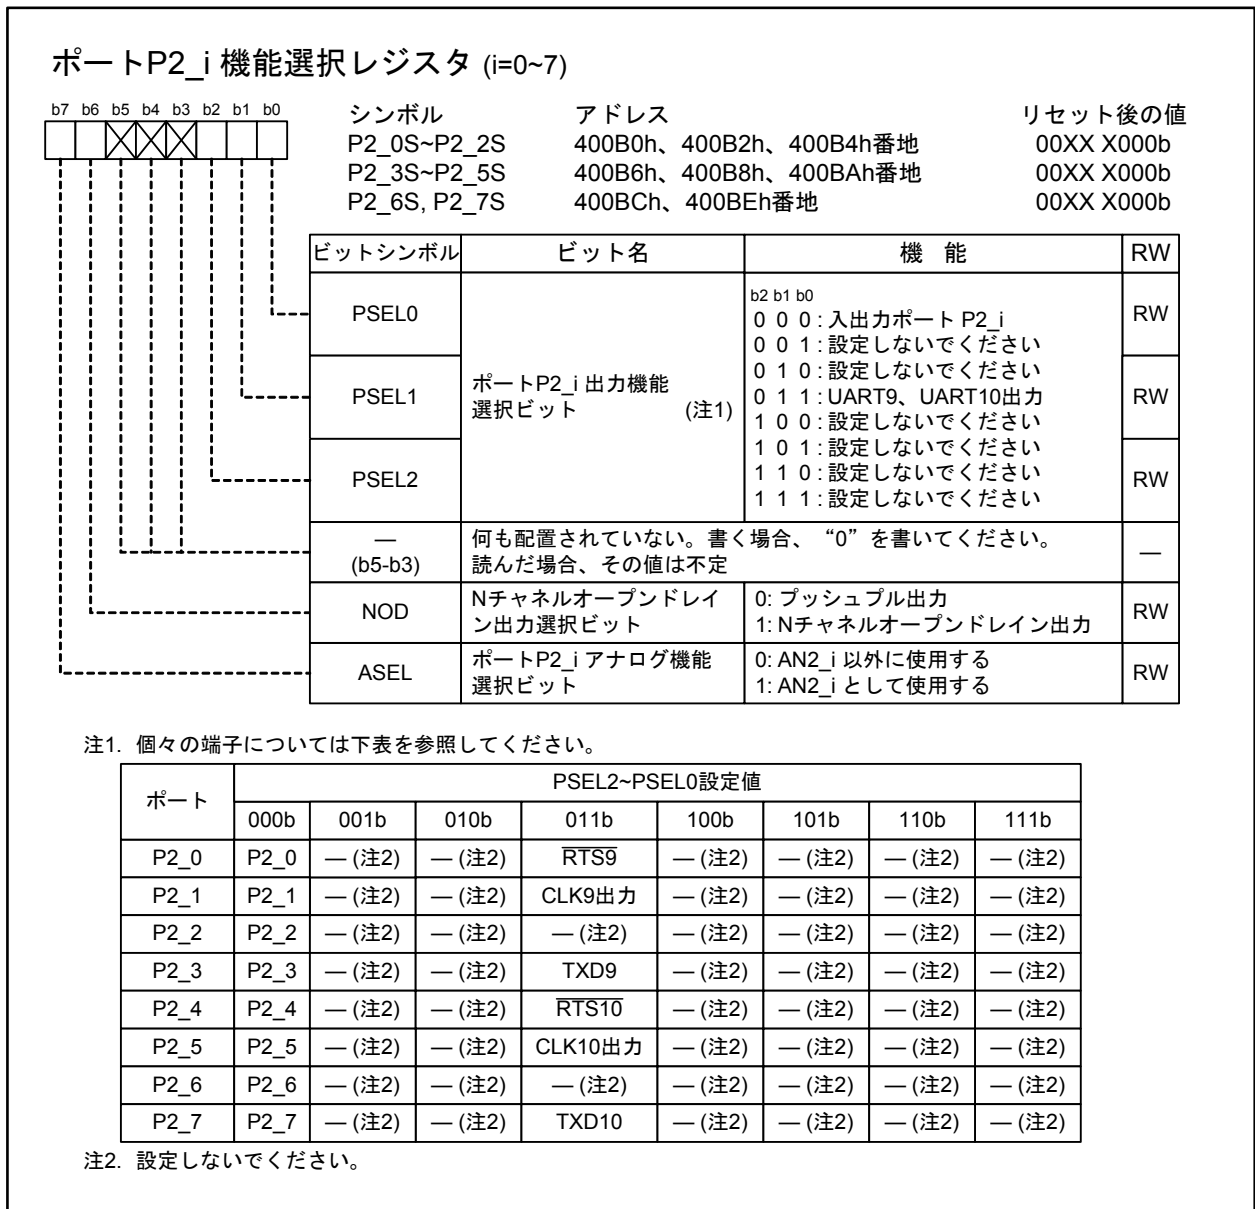 ポートP2_i 機能選択レジスタ (i=0~7)
b7 b6 b5 b4 b3 b2 b1 b0
シンボル アドレス リセット後の値
P2_0S~P2_2S 400B0h、400B2h、400B4h番地 00XX X000b
P2_3S~P2_5S 400B6h、400B8h、400BAh番地 00XX X000b
P2_6S, P2_7S 400BCh、400BEh番地 00XX X000b
ビットシンボル ビット名 機 能 RW
PSEL0 RW
PSEL1 RW
PSEL2 RW
ポートP2_i 出力機能
選択ビット (注1)
b2 b1 b0
0 0 0 : 入出力ポート P2_i
0 0 1 : 設定しないでください
0 1 0 : 設定しないでください
0 1 1 : UART9、UART10出力
1 0 0 : 設定しないでください
1 0 1 : 設定しないでください
1 1 0 : 設定しないでください
1 1 1 : 設定しないでください
—
(b5-b3)
何も配置されていない。書く場合、“0”を書いてください。
読んだ場合、その値は不定
—
NOD
Nチャネルオープンドレイ
ン出力選択ビット
0: プッシュプル出力
1: Nチャネルオープンドレイン出力
RW
ASEL
ポートP2_i アナログ機能
選択ビット
0: AN2_i 以外に使用する
1: AN2_i として使用する
RW
注1. 個々の端子については下表を参照してください。
ポート PSEL2~PSEL0設定値
000b 001b 010b 011b 100b 101b 110b 111b
P2_0 P2_0 — (注2) — (注2) RTS9 — (注2) — (注2) — (注2) — (注2)
P2_1 P2_1 — (注2) — (注2) CLK9出力 — (注2) — (注2) — (注2) — (注2)
P2_2 P2_2 — (注2) — (注2) — (注2) — (注2) — (注2) — (注2) — (注2)
P2_3 P2_3 — (注2) — (注2) TXD9 — (注2) — (注2) — (注2) — (注2)
P2_4 P2_4 — (注2) — (注2) RTS10 — (注2) — (注2) — (注2) — (注2)
P2_5 P2_5 — (注2) — (注2) CLK10出力 — (注2) — (注2) — (注2) — (注2)
P2_6 P2_6 — (注2) — (注2) — (注2) — (注2) — (注2) — (注2) — (注2)
P2_7 P2_7 — (注2) — (注2) TXD10 — (注2) — (注2) — (注2) — (注2)
注2. 設定しないでください。